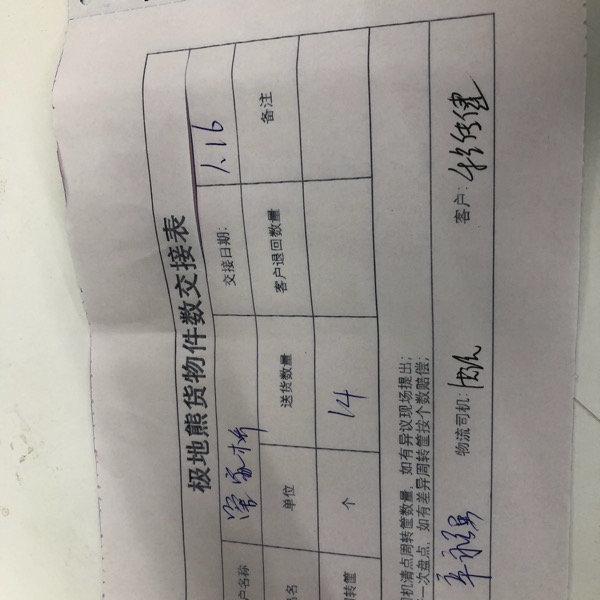 极地熊货物件数交接表
户名称 交接日期: 1.16
名 单位 送货数量 客户退回数量 备注
转筐 个 14
机清点周转筐数量,如有异议现场提出;
一次盘点,如有差异周转筐按个数赔偿;
物流司机: 客户: